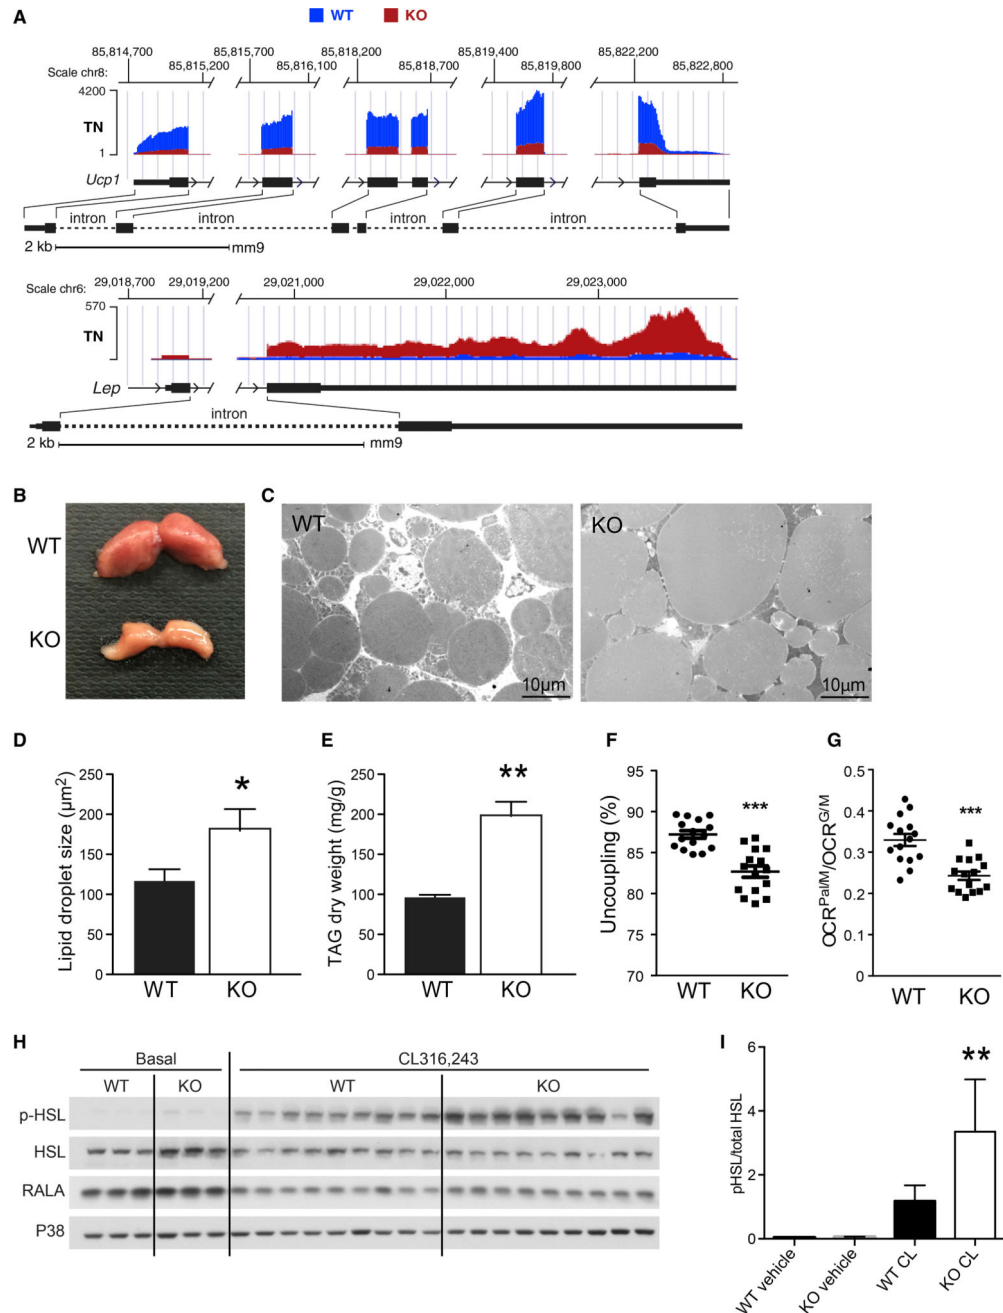 A
WT KO
85,814,700 85,815,700 85,818,200 85,819,400 85,822,200
Scale chr8: 85,815,200 85,816,100 85,818,700 85,819,800 85,822,800
4200
TN
1
Ucp1
intron intron intron intron
2 kb mm9
Scale chr6: 29,018,700 29,019,200 29,021,000 29,022,000 29,023,000
570
TN
1
Lep
intron
2 kb mm9
B C
WT
KO
WT
10µm
KO
10µm
D
Lipid droplet size (µm²)
250
200
150
100
50
0
*
WT KO
E
TAG dry weight (mg/g)
250
200
150
100
50
0
**
WT KO
F
Uncoupling (%)
95
90
85
80
75
70
***
WT KO
G
OCR^Pal/M/OCR^G/M
0.5
0.4
0.3
0.2
0.1
0
***
WT KO
H
Basal CL316,243
WT KO WT KO
p-HSL
HSL
RALA
P38
I
pHSL/total HSL
6
4
2
0
**
WT vehicle
KO vehicle
WT CL
KO CL